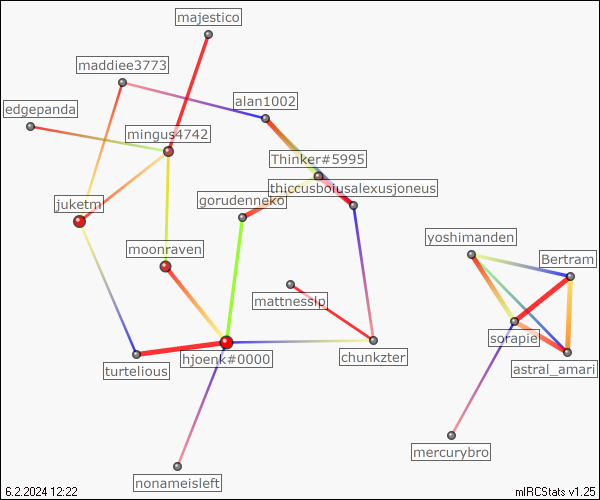 majestico
maddiee3773
alan1002
edgepanda
mingus4742
Thinker#5995
thiccusboiusalexusjoneus
gorudenneko
juketm
yoshimanden
moonraven
Bertram
mattnessip
sorapie
chunkzter
hjoenk#0000
turtelious
astral_amari
mercurybro
nonameisleft
6.2.2024 12:22
mIRCStats v1.25